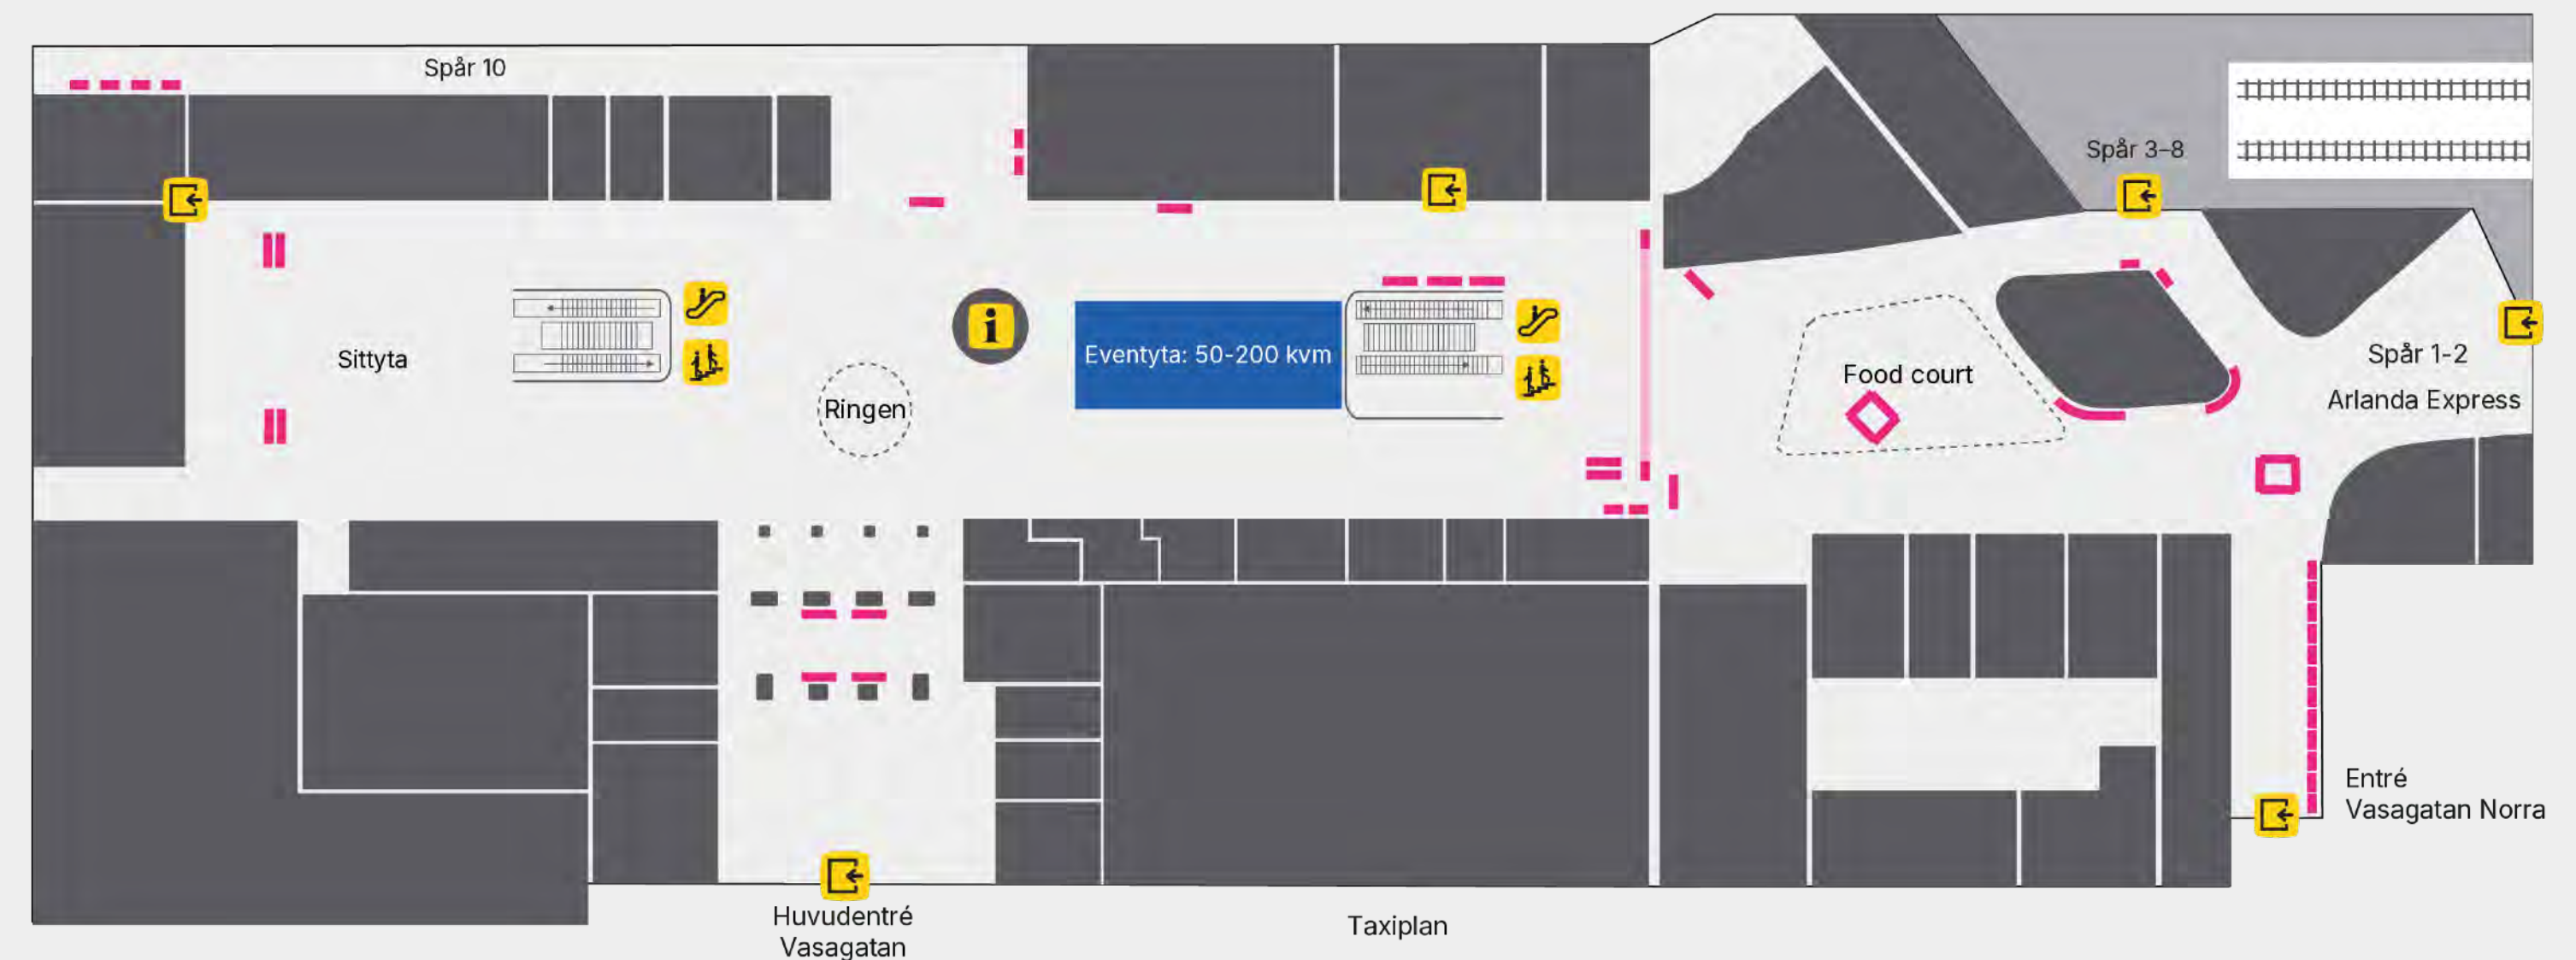 Spår 10
Spår 3–8
Sittyta
Ringen
i
Eventyta: 50-200 kvm
Food court
Spår 1-2
Arlanda Express
Entré
Vasagatan Norra
Huvudentré
Vasagatan
Taxiplan